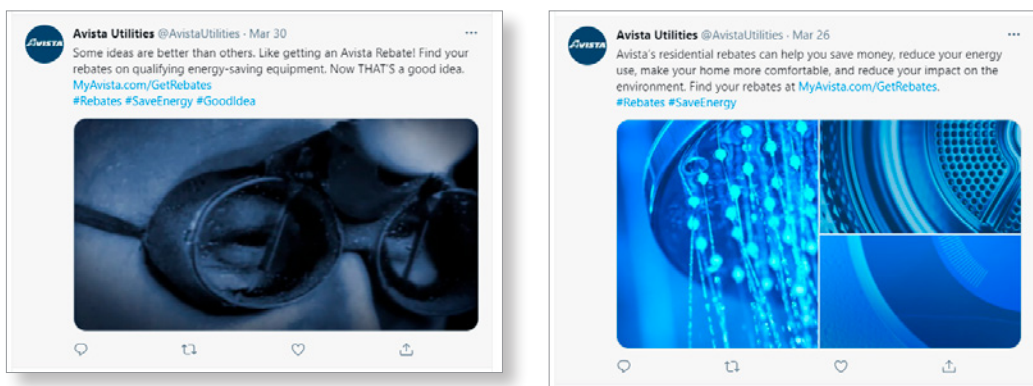 Avista Utilities @AvistaUtilities · Mar 30
Some ideas are better than others. Like getting an Avista Rebate! Find your
rebates on qualifying energy-saving equipment. Now THAT'S a good idea.
MyAvista.com/GetRebates
#Rebates #SaveEnergy #GoodIdea
AVISTA
Avista Utilities @AvistaUtilities · Mar 26
Avista's residential rebates can help you save money, reduce your energy
use, make your home more comfortable, and reduce your impact on the
environment. Find your rebates at MyAvista.com/GetRebates.
#Rebates #SaveEnergy
AVISTA